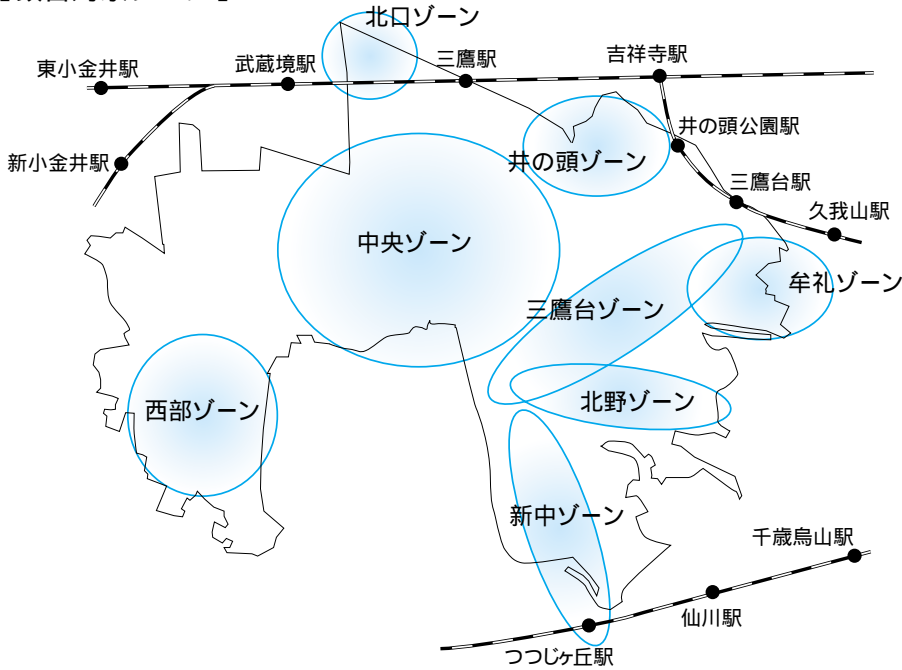 北口ゾーン
東小金井駅
武蔵境駅
三鷹駅
吉祥寺駅
新小金井駅
井の頭ゾーン
井の頭公園駅
三鷹台駅
久我山駅
中央ゾーン
牟礼ゾーン
三鷹台ゾーン
西部ゾーン
北野ゾーン
新中ゾーン
千歳烏山駅
仙川駅
つつじヶ丘駅